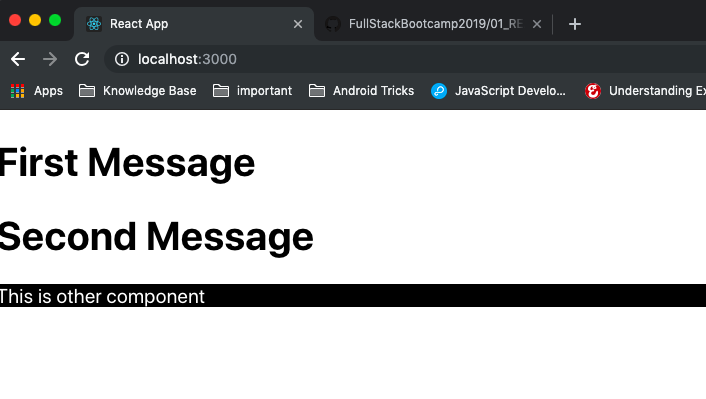 React App
FullStackBootcamp2019/01_RE
localhost:3000
Apps Knowledge Base important Android Tricks JavaScript Develo... Understanding Ex
First Message
Second Message
This is other component